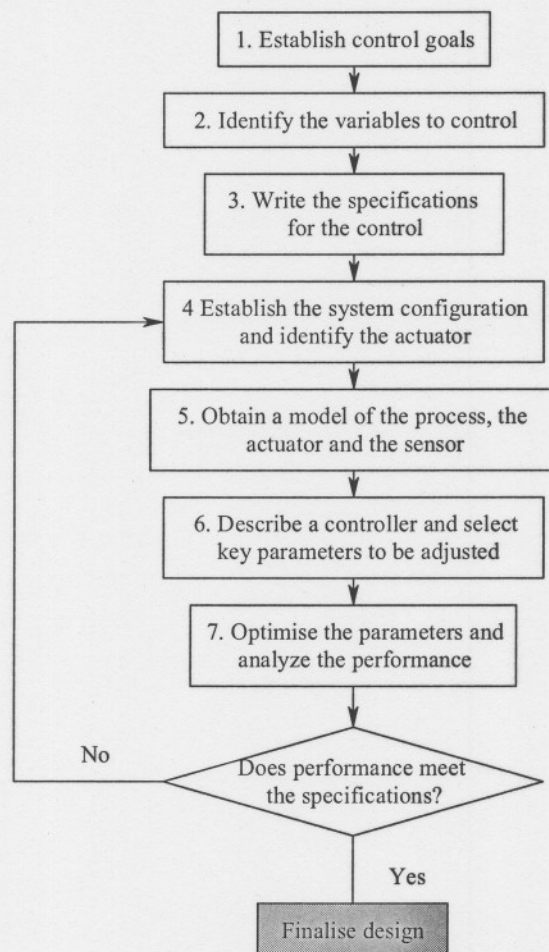 1. Establish control goals
2. Identify the variables to control
3. Write the specifications
for the control
4 Establish the system configuration
and identify the actuator
5. Obtain a model of the process, the
actuator and the sensor
6. Describe a controller and select
key parameters to be adjusted
7. Optimise the parameters and
analyze the performance
No
Does performance meet
the specifications?
Yes
Finalise design